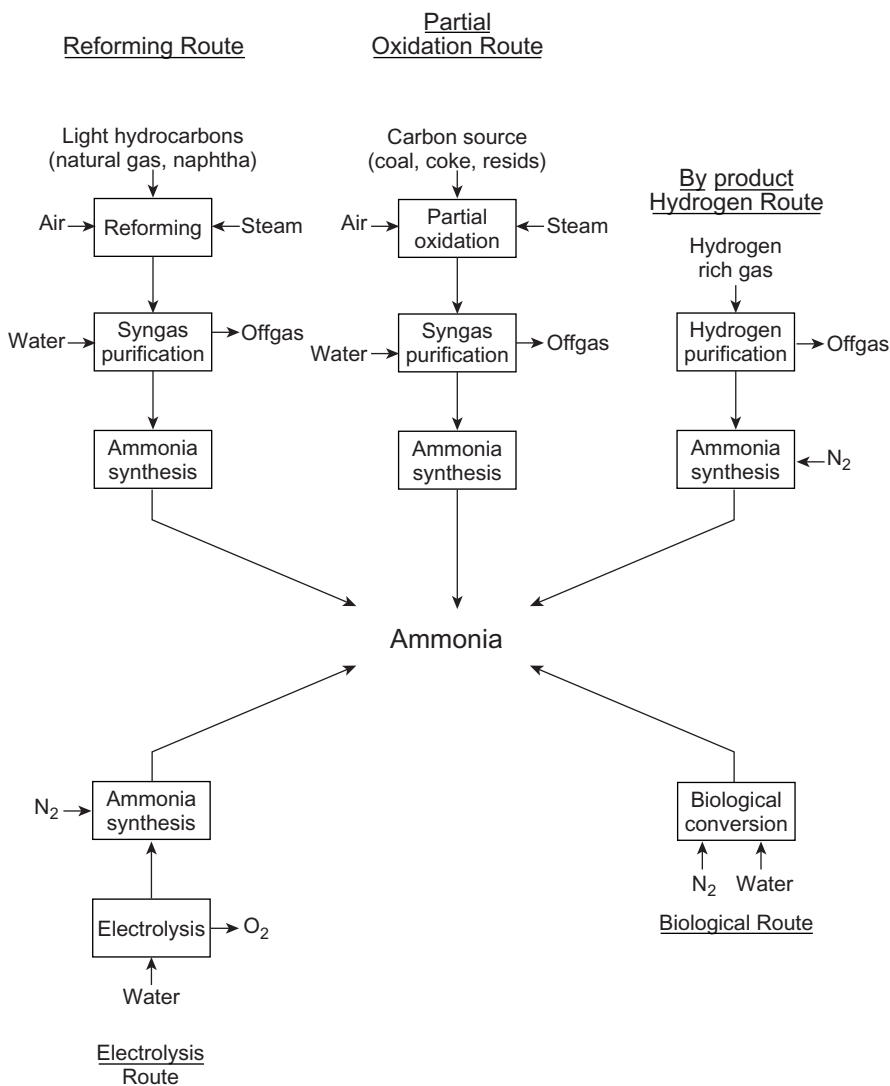 Reforming Route
Partial
Oxidation Route
Light hydrocarbons
(natural gas, naphtha)
Carbon source
(coal, coke, resids)
By product
Hydrogen Route
Air
Reforming
Steam
Air
Partial
oxidation
Steam
Hydrogen
rich gas
Water
Syngas
purification
Offgas
Water
Syngas
purification
Offgas
Hydrogen
purification
Offgas
Ammonia
synthesis
Ammonia
synthesis
Ammonia
synthesis
N2
Ammonia
N2
Ammonia
synthesis
Biological
conversion
N2 Water
Biological Route
Electrolysis
O2
Water
Electrolysis
Route